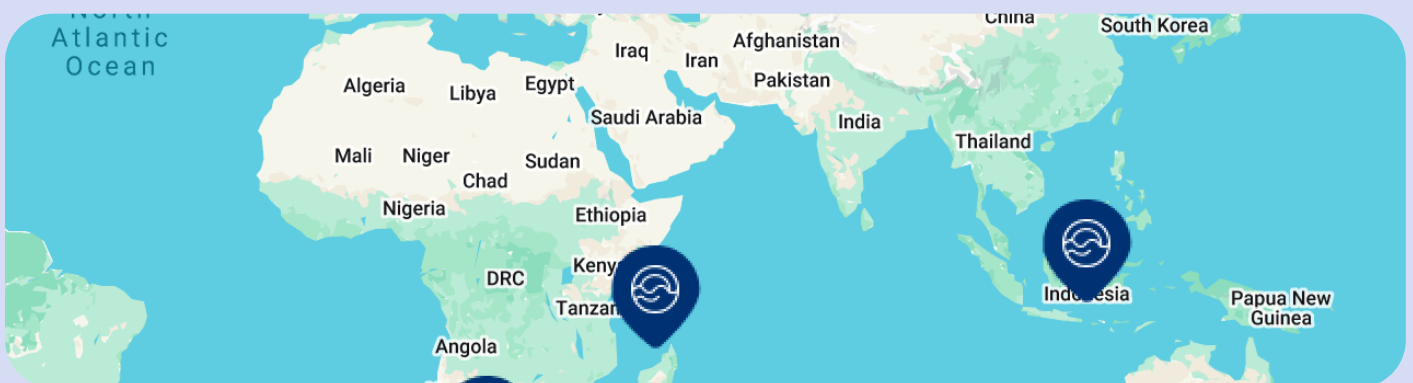 North
Atlantic
Ocean
China
South Korea
Afghanistan
Iraq
Iran
Pakistan
Algeria
Libya
Egypt
Saudi Arabia
India
Thailand
Mali
Niger
Sudan
Chad
Nigeria
Ethiopia
DRC
Indonesia
Papua New
Guinea
Angola